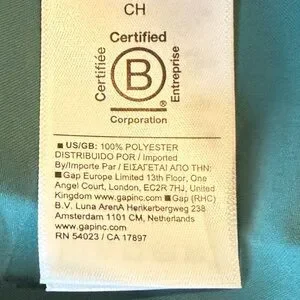 CH
Certified
Certifiée
B
®
Entreprise
Corporation
■ US/GB: 100% POLYESTER
DISTRIBUIDO POR / Imported
By/Importe Par / ΕΙΣΑΓΕΤΑΙ ΑΠΟ ΤΗΝ:
■ Gap Europe Limited 13th Floor, One
Angel Court, London, EC2R 7HJ, United
Kingdom www.gapinc.com ■ Gap (RHC)
B.V. Luna ArenA Herikerbergweg 238
Amsterdam 1101 CM, Netherlands
www.gapinc.com
RN 54023 / CA 17897